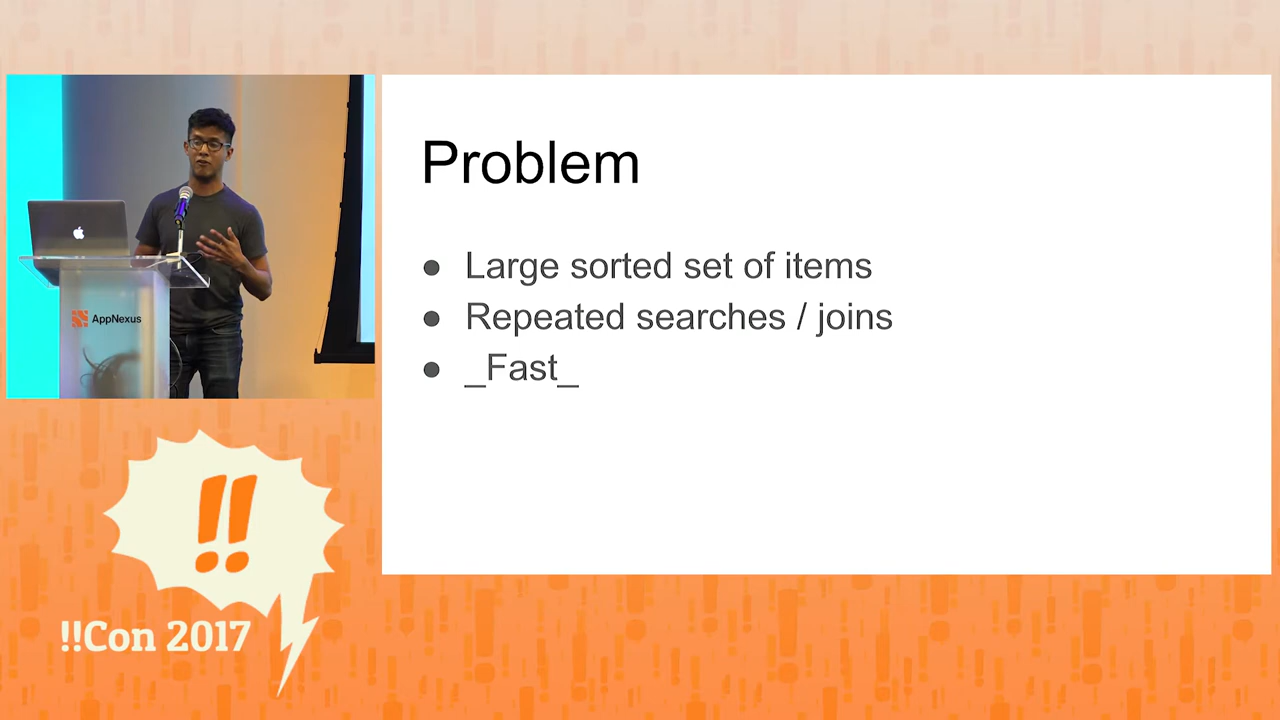 Problem
● Large sorted set of items
● Repeated searches / joins
● _Fast_
AppNexus
!!
!!Con 2017